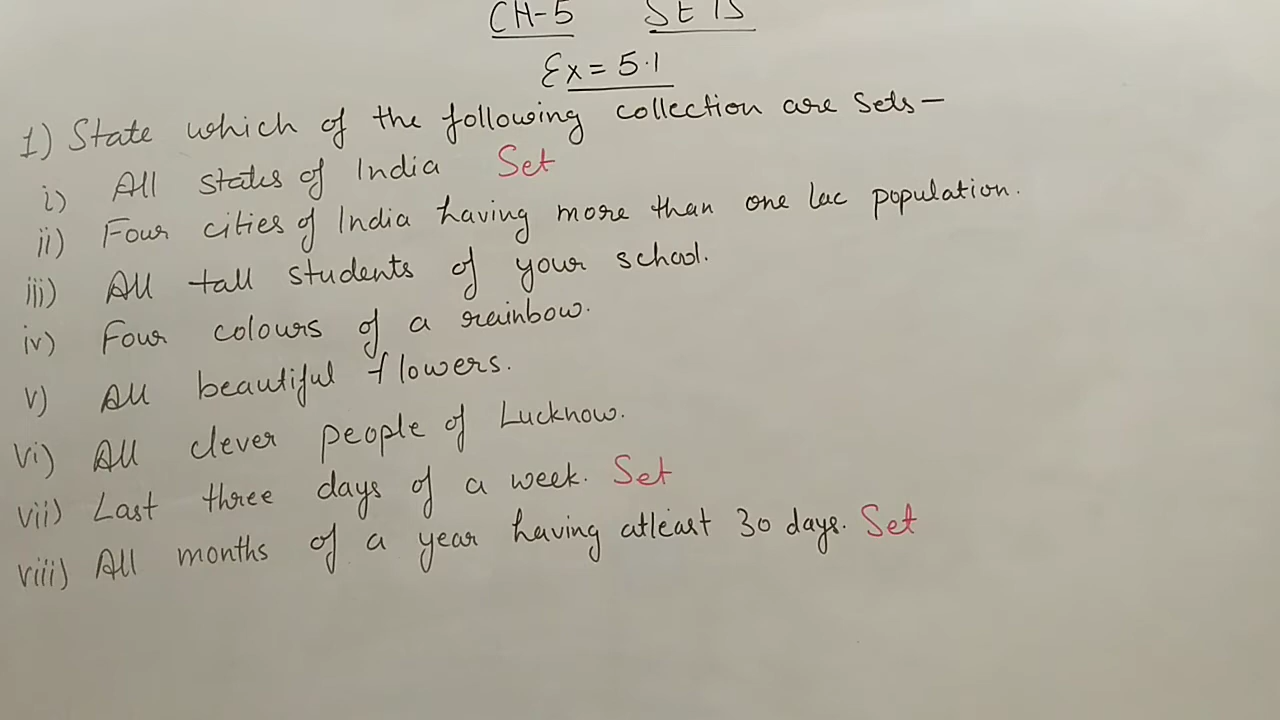 CH-5 SETS
Ex = 5.1
1) State which of the following collection are Sets-
i) All states of India Set
ii) Four cities of India having more than one lac population.
iii) All tall students of your school.
iv) Four colours of a rainbow.
v) All beautiful flowers.
vi) All clever people of Lucknow.
vii) Last three days of a week. Set
viii) All months of a year having atleast 30 days. Set